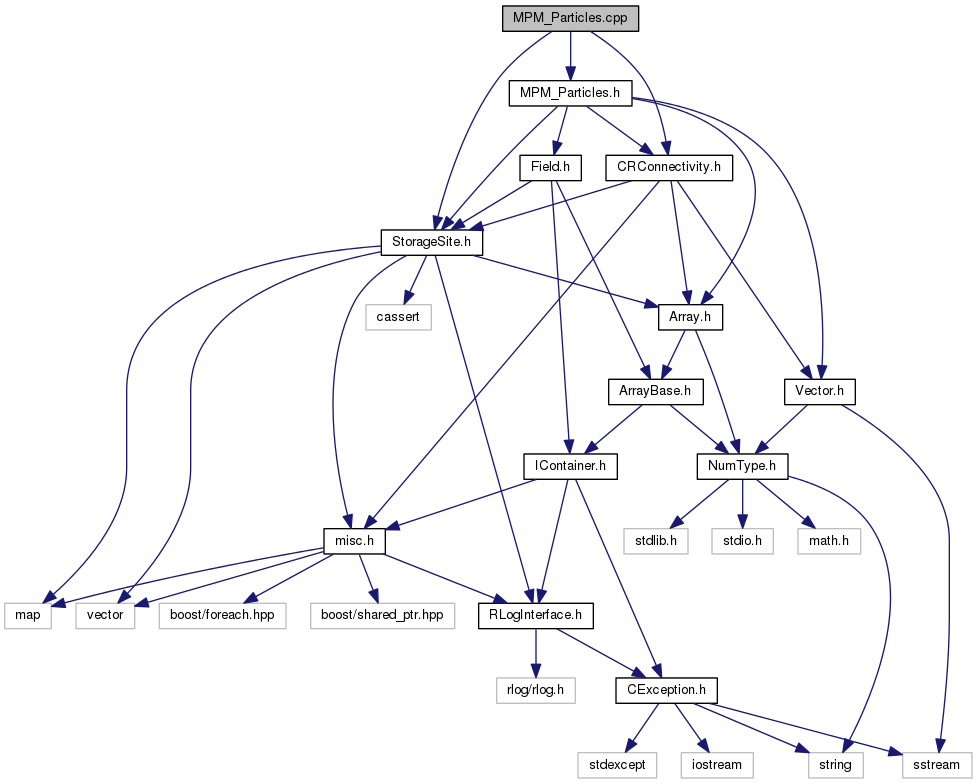 MPM_Particles.cpp
MPM_Particles.h
Field.h
CRConnectivity.h
StorageSite.h
cassert
Array.h
ArrayBase.h
Vector.h
IContainer.h
NumType.h
stdlib.h
stdio.h
math.h
misc.h
map
vector
boost/foreach.hpp
boost/shared_ptr.hpp
RLogInterface.h
rlog/rlog.h
CException.h
stdexcept
iostream
string
sstream